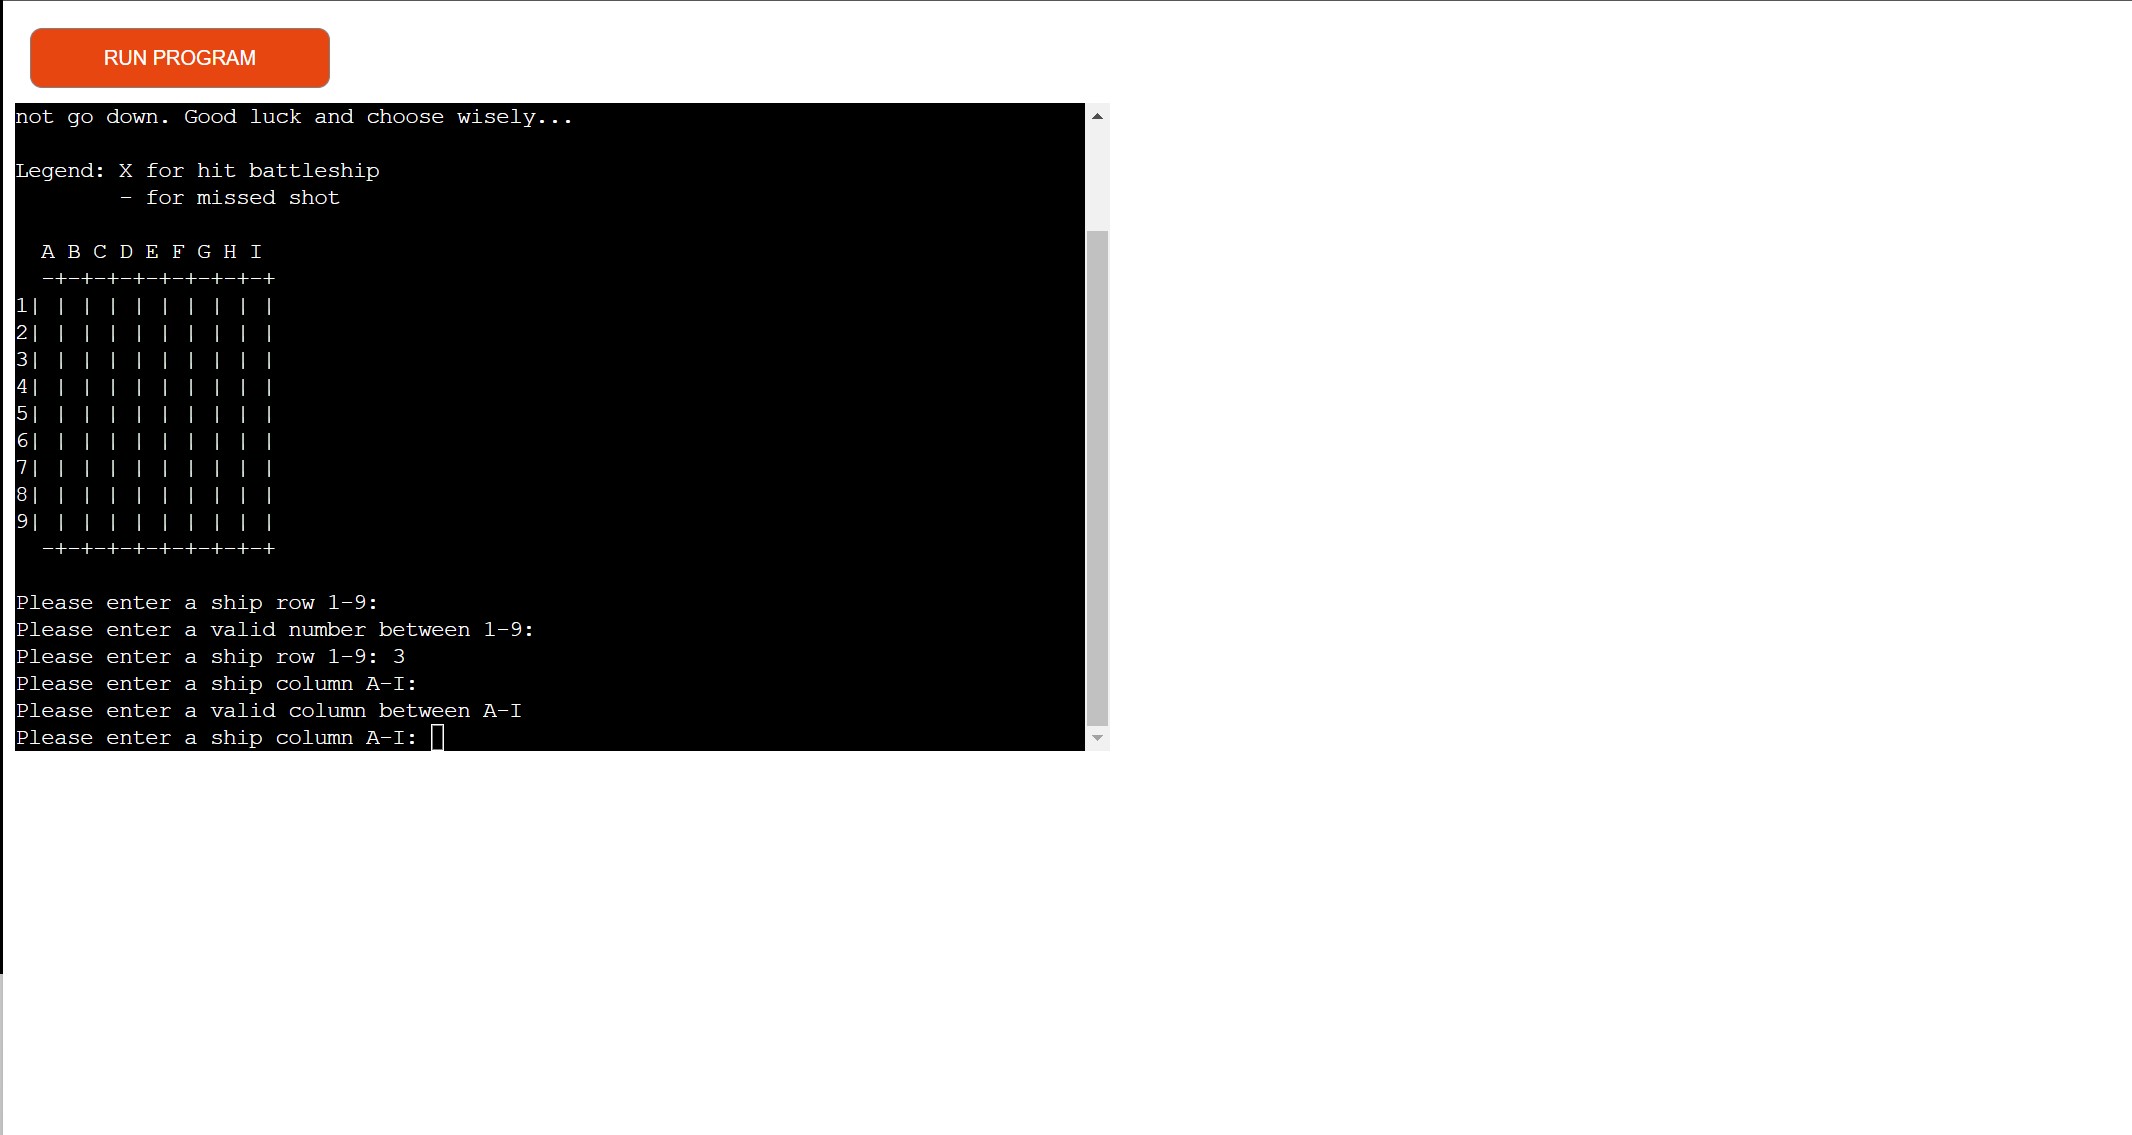 RUN PROGRAM
not go down. Good luck and choose wisely...
Legend: X for hit battleship
        - for missed shot
  A B C D E F G H I
  -+-+-+-+-+-+-+-+-+
1| | | | | | | | | |
2| | | | | | | | | |
3| | | | | | | | | |
4| | | | | | | | | |
5| | | | | | | | | |
6| | | | | | | | | |
7| | | | | | | | | |
8| | | | | | | | | |
9| | | | | | | | | |
  -+-+-+-+-+-+-+-+-+
Please enter a ship row 1-9:
Please enter a valid number between 1-9:
Please enter a ship row 1-9: 3
Please enter a ship column A-I:
Please enter a valid column between A-I
Please enter a ship column A-I: